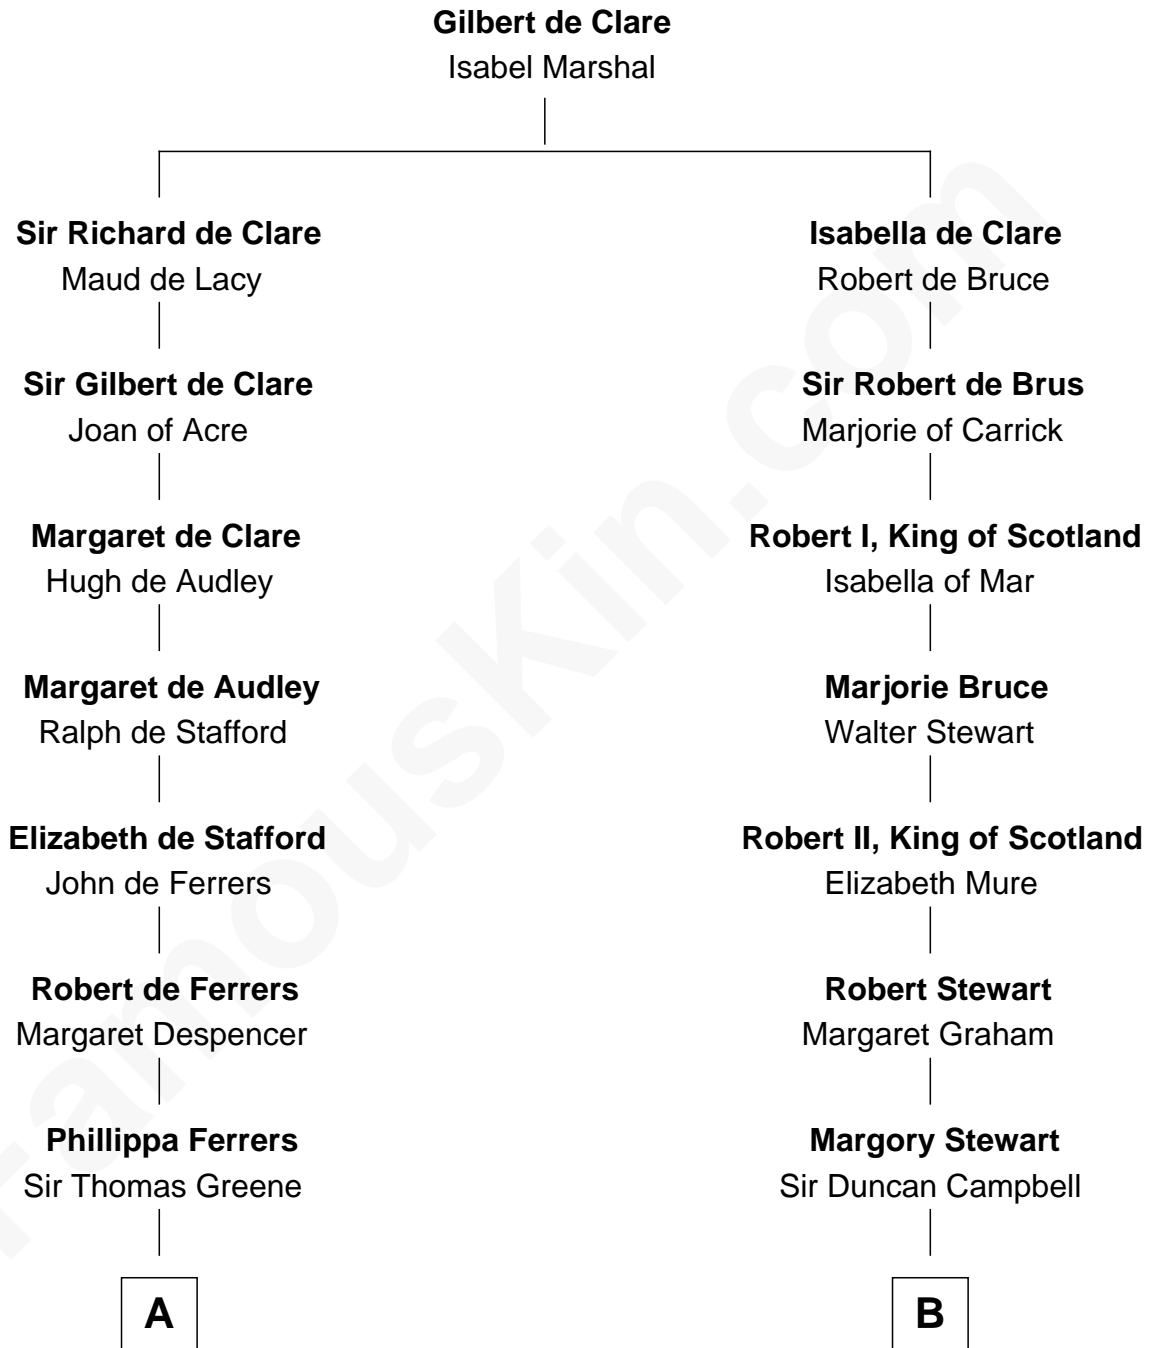 Gilbert de Clare
Isabel Marshal
Sir Richard de Clare
Maud de Lacy
Isabella de Clare
Robert de Bruce
Sir Gilbert de Clare
Joan of Acre
Sir Robert de Brus
Marjorie of Carrick
Margaret de Clare
Hugh de Audley
Robert I, King of Scotland
Isabella of Mar
Margaret de Audley
Ralph de Stafford
Marjorie Bruce
Walter Stewart
Elizabeth de Stafford
John de Ferrers
Robert II, King of Scotland
Elizabeth Mure
Robert de Ferrers
Margaret Despencer
Robert Stewart
Margaret Graham
Phillippa Ferrers
Sir Thomas Greene
Margory Stewart
Sir Duncan Campbell
A
B
FamousKin.com